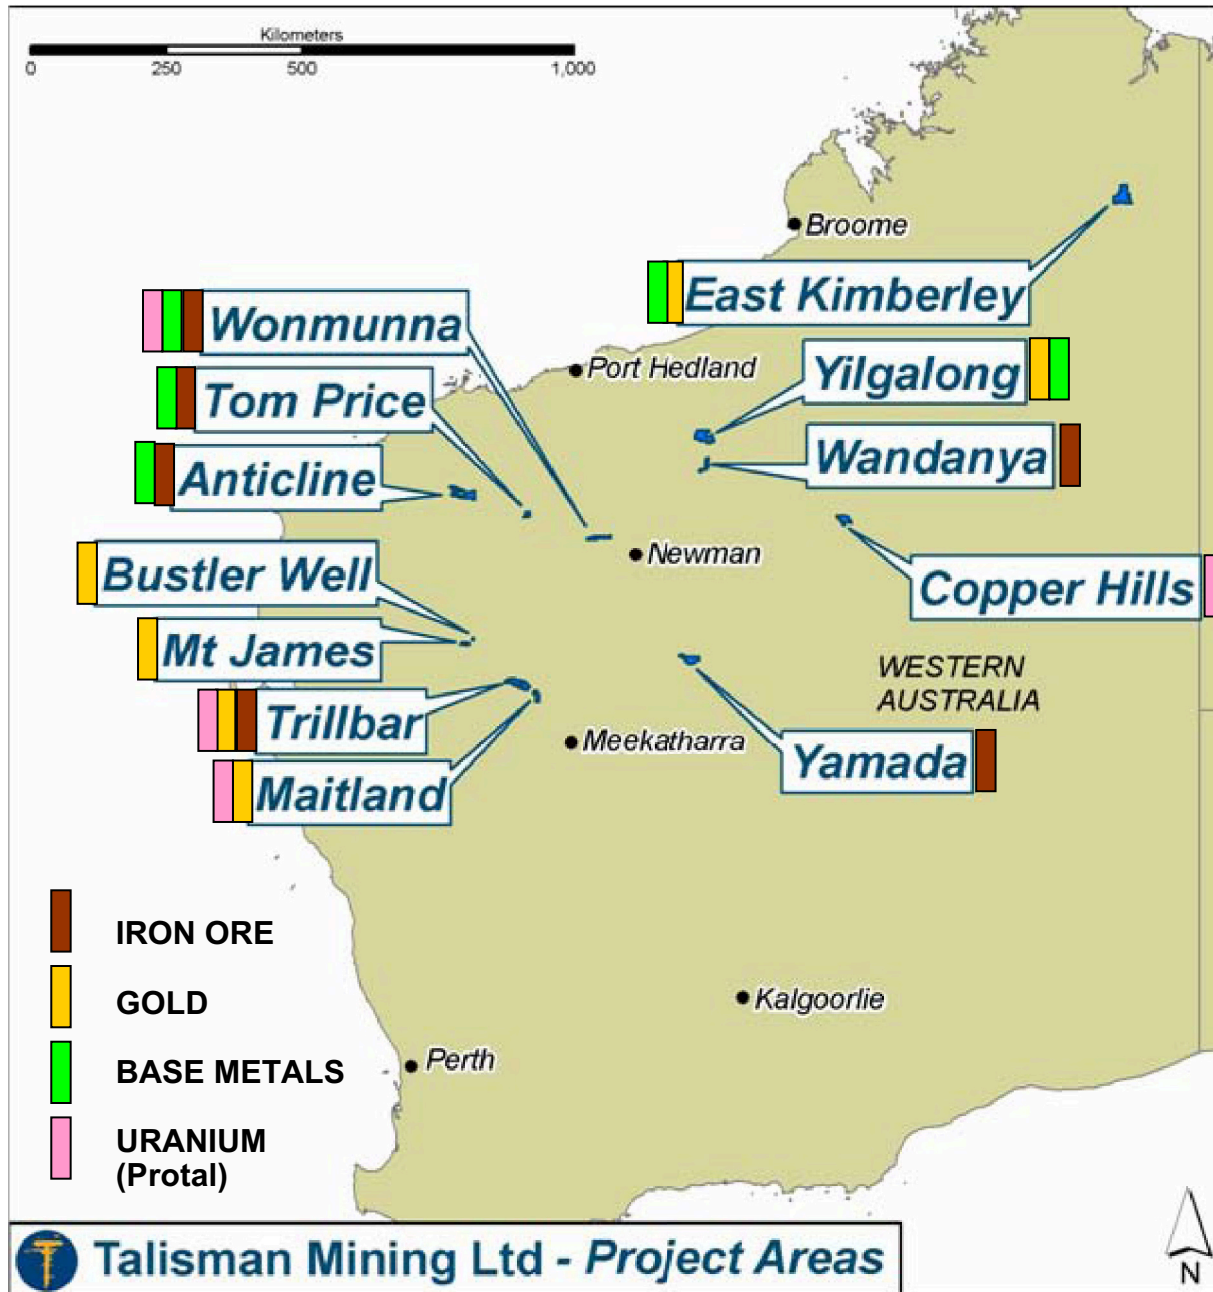 Kilometers
0 250 500 1,000
Broome
East Kimberley
Wonmunna
Port Hedland
Yilgalong
Tom Price
Wandanya
Anticline
Newman
Bustler Well
Copper Hills
Mt James
WESTERN
AUSTRALIA
Trillbar
Meekatharra
Yamada
Maitland
IRON ORE
GOLD
Kalgoorlie
BASE METALS
Perth
URANIUM
(Protal)
Talisman Mining Ltd - Project Areas
N